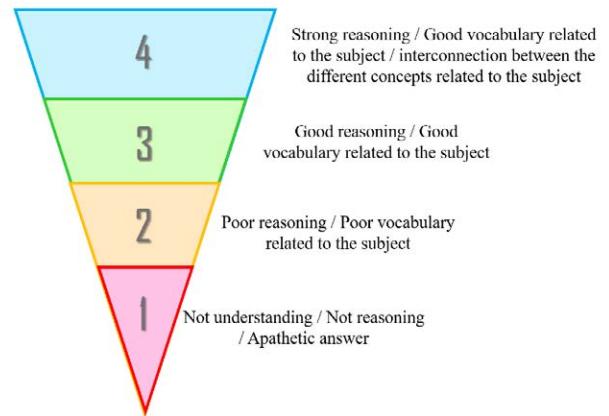 4
Strong reasoning / Good vocabulary related
to the subject / interconnection between the
different concepts related to the subject
3
Good reasoning / Good
vocabulary related to the subject
2
Poor reasoning / Poor vocabulary
related to the subject
1
Not understanding / Not reasoning
/ Apathetic answer